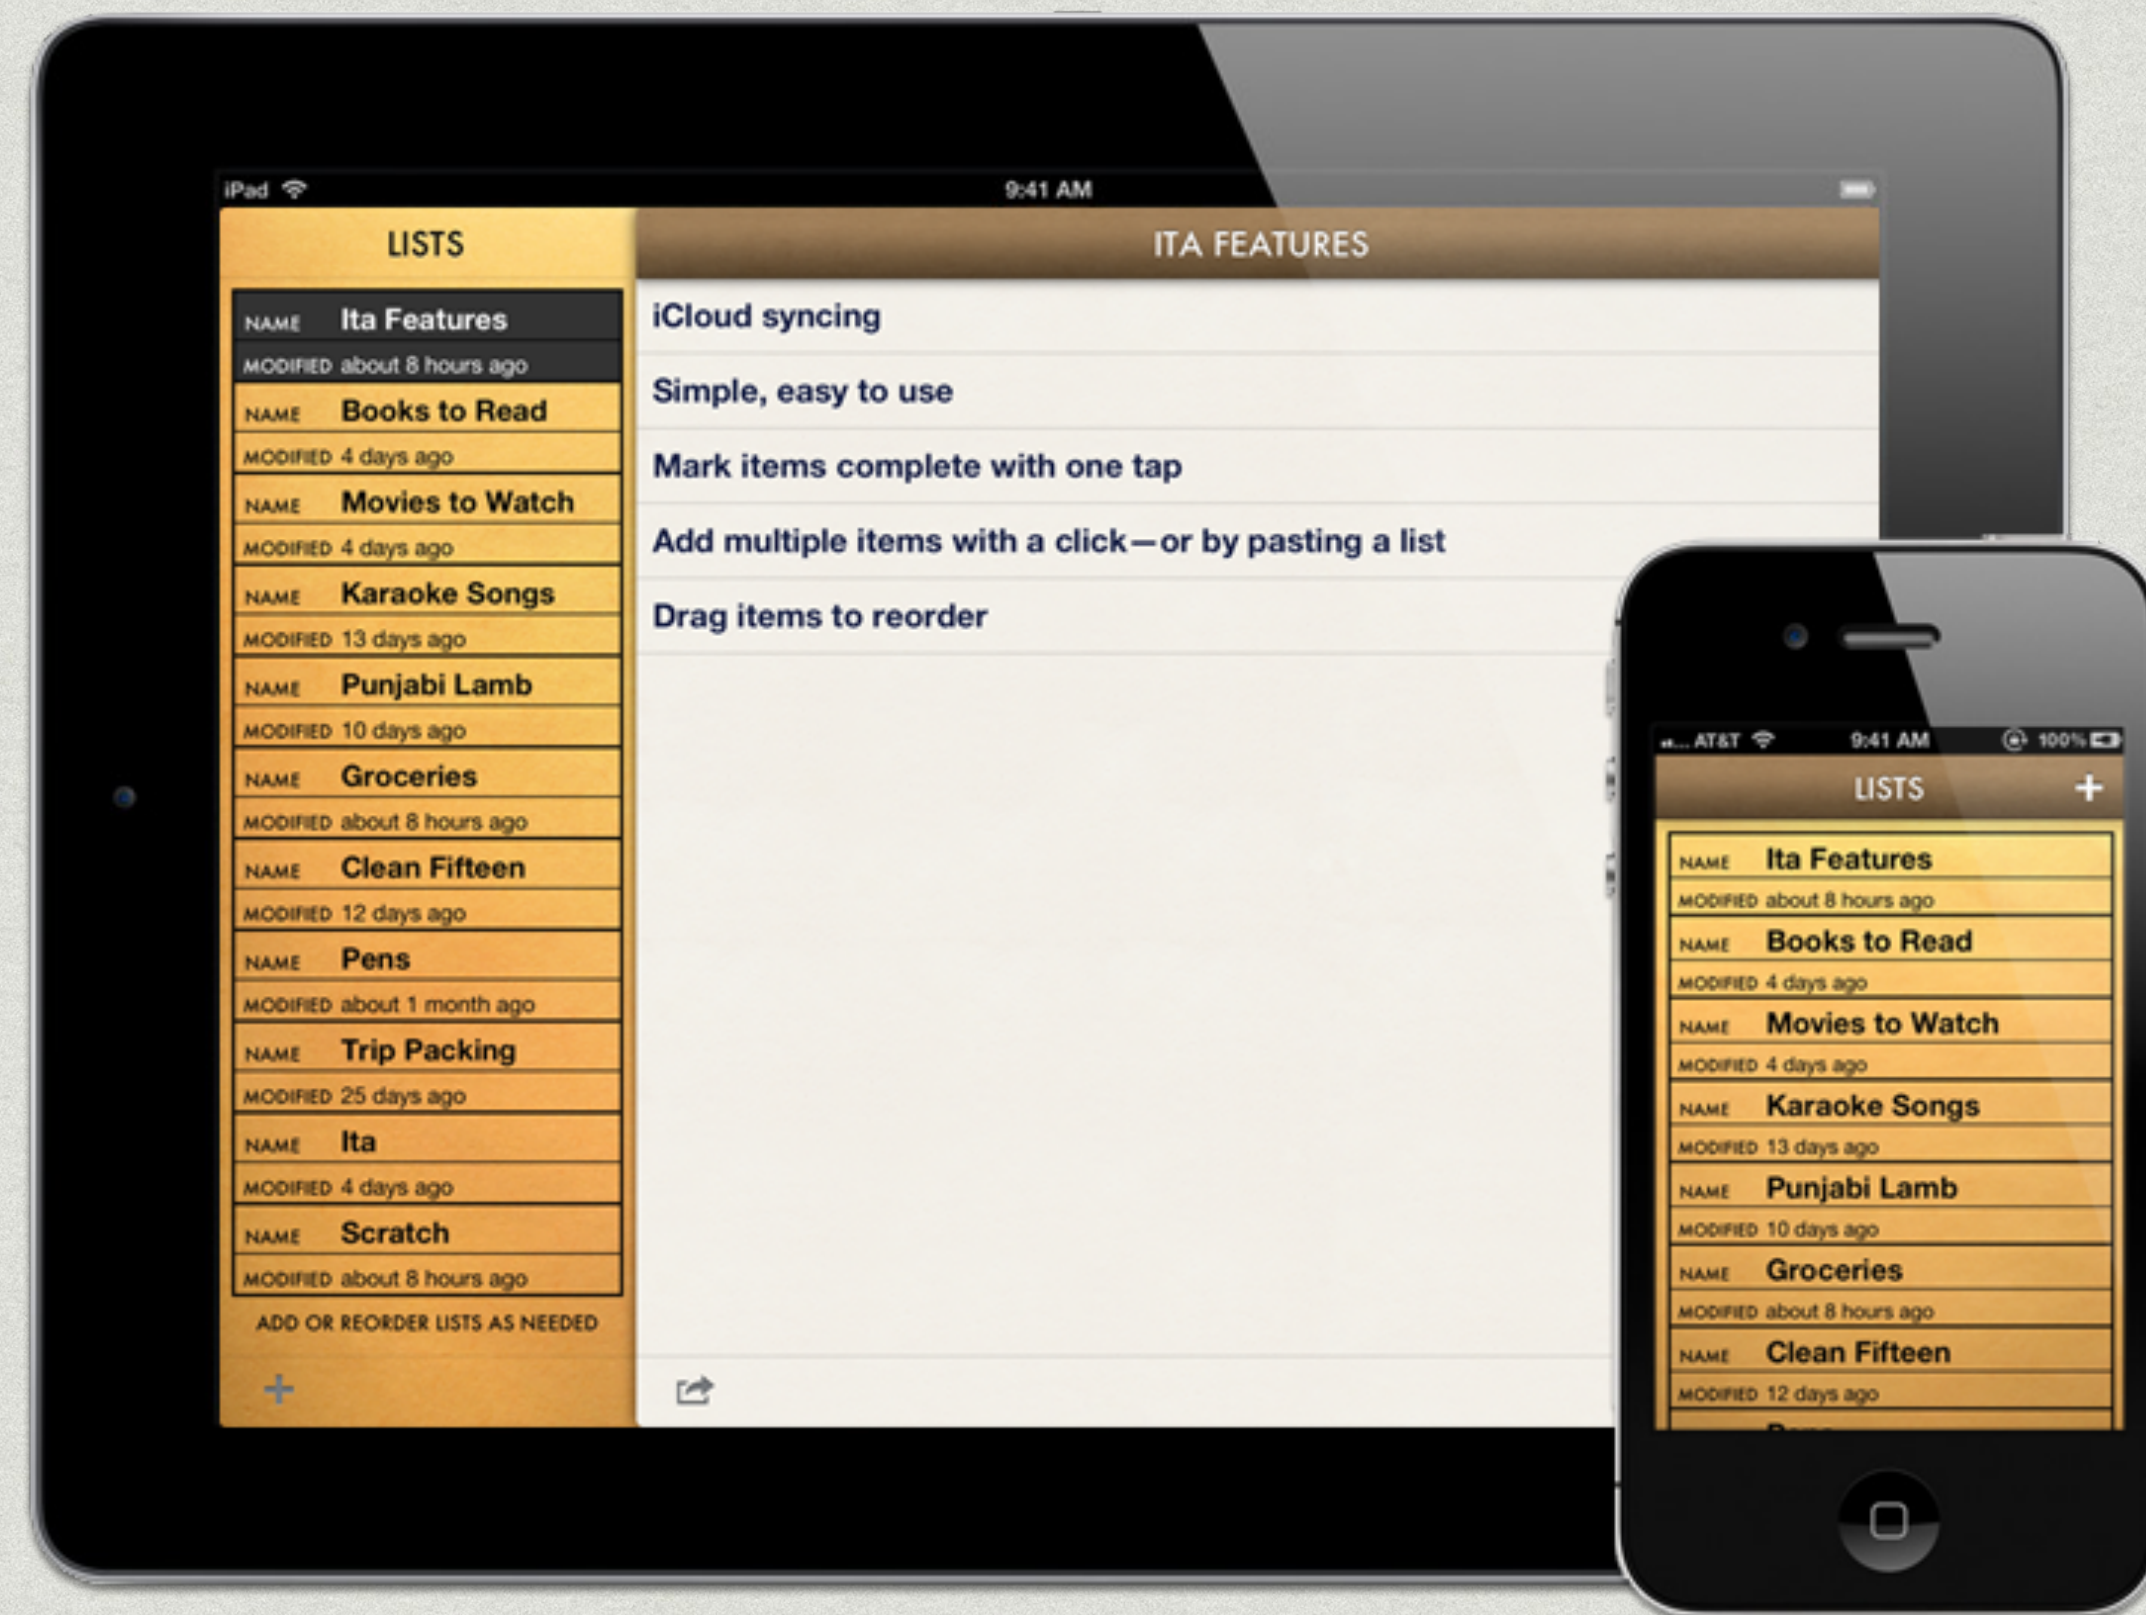 iPad 9:41 AM
LISTS
NAME Ita Features
MODIFIED about 8 hours ago
NAME Books to Read
MODIFIED 4 days ago
NAME Movies to Watch
MODIFIED 4 days ago
NAME Karaoke Songs
MODIFIED 13 days ago
NAME Punjabi Lamb
MODIFIED 10 days ago
NAME Groceries
MODIFIED about 8 hours ago
NAME Clean Fifteen
MODIFIED 12 days ago
NAME Pens
MODIFIED about 1 month ago
NAME Trip Packing
MODIFIED 25 days ago
NAME Ita
MODIFIED 4 days ago
NAME Scratch
MODIFIED about 8 hours ago
ADD OR REORDER LISTS AS NEEDED
+
ITA FEATURES
iCloud syncing
Simple, easy to use
Mark items complete with one tap
Add multiple items with a click—or by pasting a list
Drag items to reorder
... AT&T 9:41 AM 100%
LISTS +
NAME Ita Features
MODIFIED about 8 hours ago
NAME Books to Read
MODIFIED 4 days ago
NAME Movies to Watch
MODIFIED 4 days ago
NAME Karaoke Songs
MODIFIED 13 days ago
NAME Punjabi Lamb
MODIFIED 10 days ago
NAME Groceries
MODIFIED about 8 hours ago
NAME Clean Fifteen
MODIFIED 12 days ago